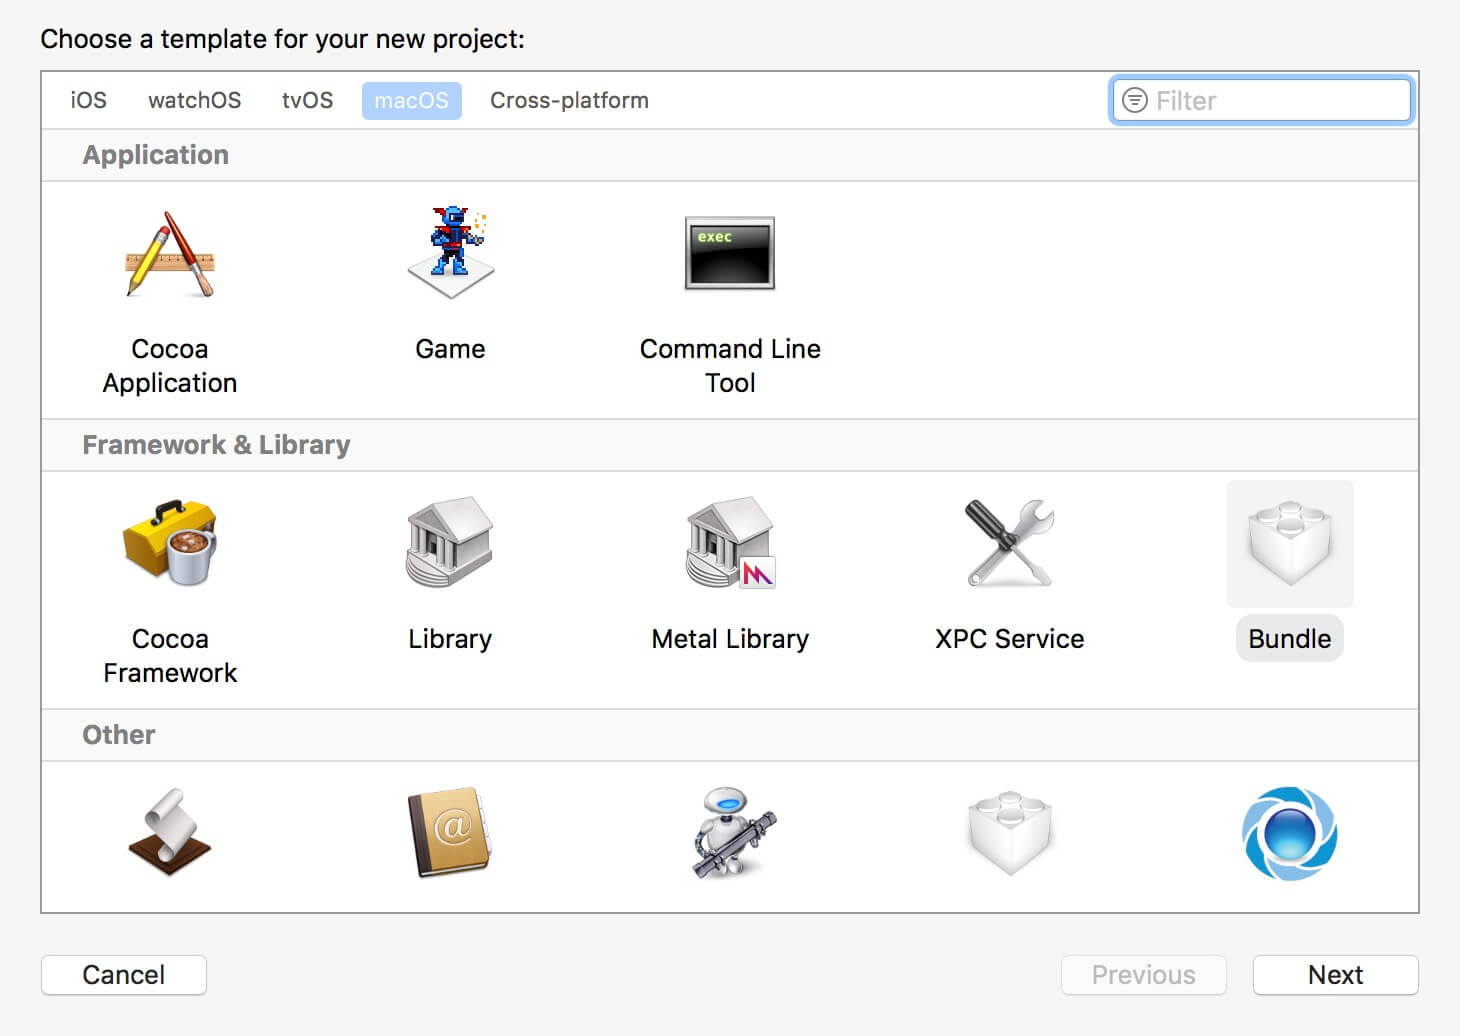 Choose a template for your new project:
iOS watchOS tvOS macOS Cross-platform Filter
Application
exec
Cocoa Game Command Line
Application Tool
Framework & Library
Cocoa Library Metal Library XPC Service Bundle
Framework
Other
@
Cancel Previous Next